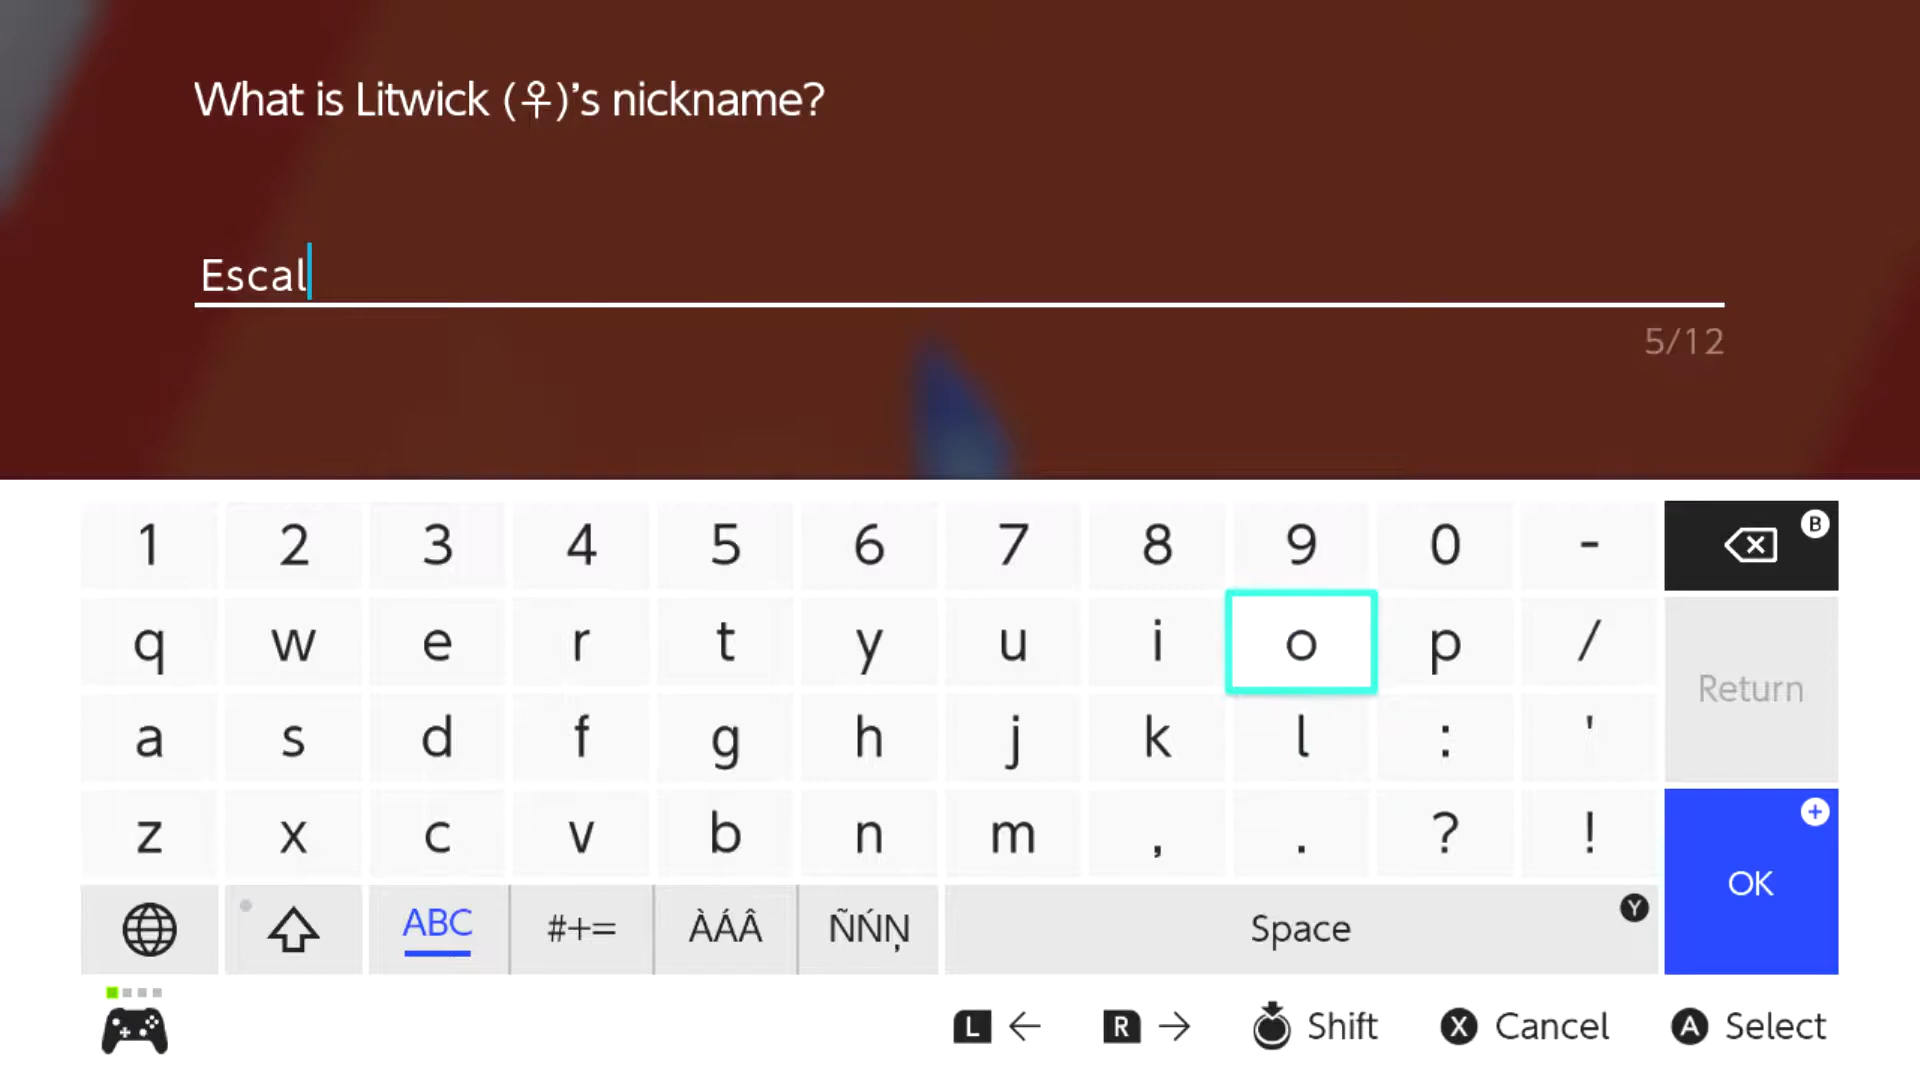 What is Litwick (♀)’s nickname?
Escal
5/12
1 2 3 4 5 6 7 8 9 0 - B
q w e r t y u i o p /
Return
a s d f g h j k l : '
z x c v b n m , . ? !
OK
ABC #+= ÀÁÂ ÑŃŅ Space Y
L ← R → Shift X Cancel A Select